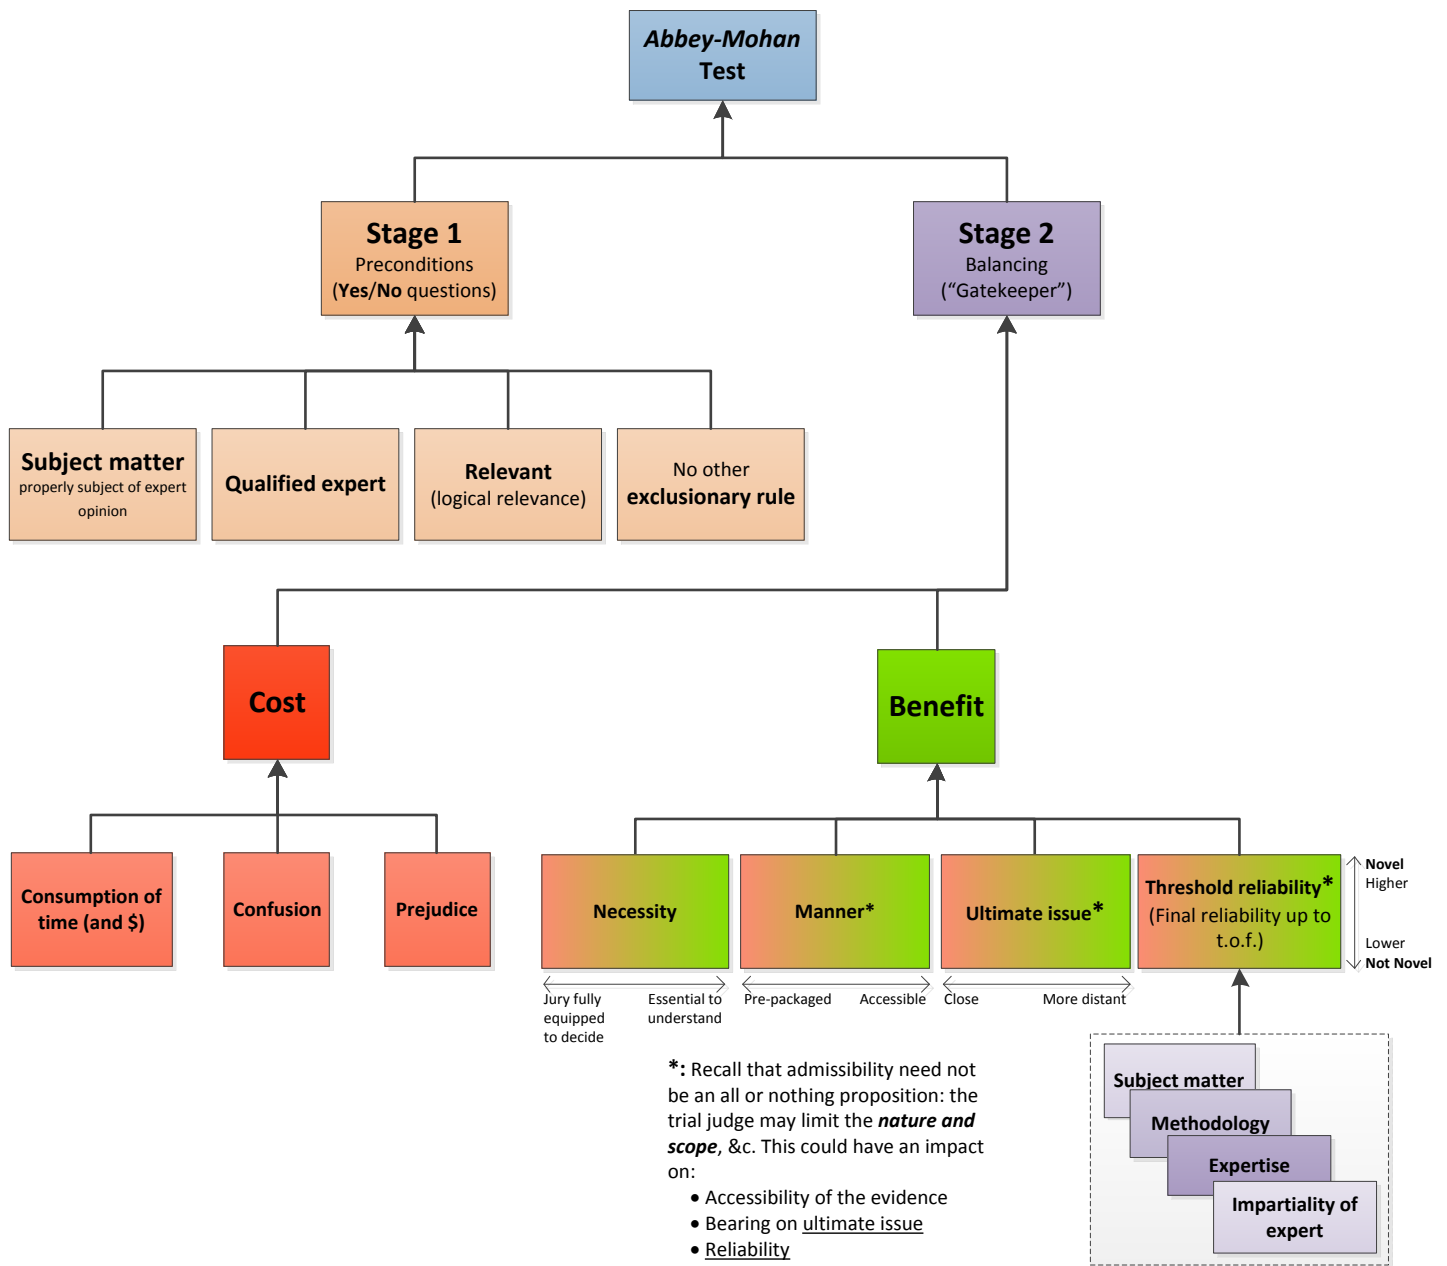 Abbey-Mohan
Test
Stage 1
Preconditions
(Yes/No questions)
Stage 2
Balancing
(“Gatekeeper”)
Subject matter
properly subject of expert
opinion
Qualified expert
Relevant
(logical relevance)
No other
exclusionary rule
Cost
Benefit
Consumption of
time (and $)
Confusion
Prejudice
Necessity
Manner*
Ultimate issue*
Threshold reliability*
(Final reliability up to
t.o.f.)
Novel
Higher
Lower
Not Novel
Jury fully
equipped
to decide
Essential to
understand
Pre-packaged
Accessible
Close
More distant
*: Recall that admissibility need not
be an all or nothing proposition: the
trial judge may limit the nature and
scope, &c. This could have an impact
on:
• Accessibility of the evidence
• Bearing on ultimate issue
• Reliability
Subject matter
Methodology
Expertise
Impartiality of
expert